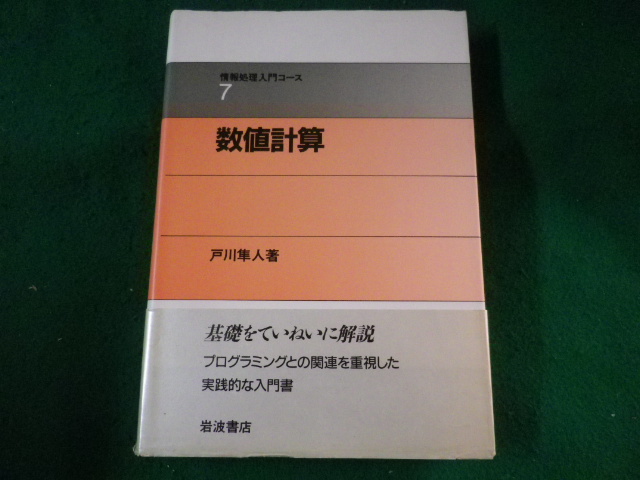 情報処理入門コース
7
数値計算
戸川隼人著
基礎をていねいに解説
プログラミングとの関連を重視した
実践的な入門書
岩波書店